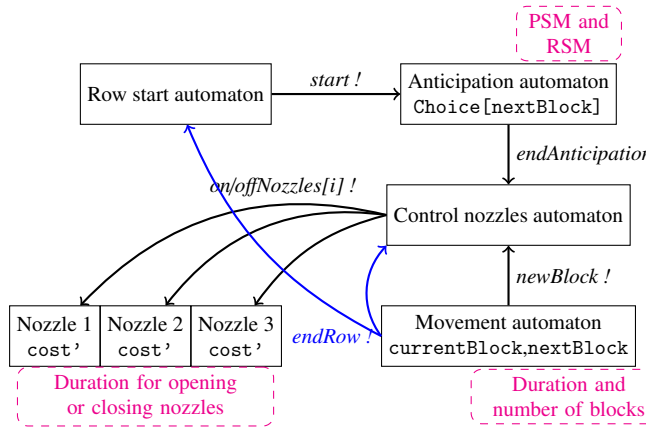 PSM and
RSM
Row start automaton
start !
Anticipation automaton
Choice[nextBlock]
endAnticipation
on/offNozzles[i] !
Control nozzles automaton
newBlock !
Nozzle 1
cost'
Nozzle 2
cost'
Nozzle 3
cost'
endRow !
Movement automaton
currentBlock,nextBlock
Duration for opening
or closing nozzles
Duration and
number of blocks